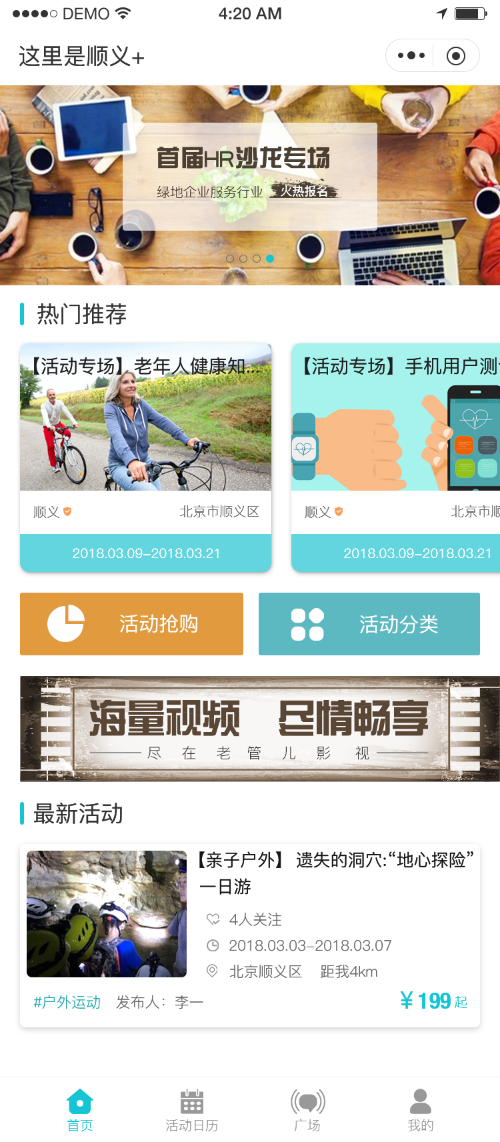 DEMO
4:20 AM
这里是顺义+
首届HR沙龙专场
绿地企业服务行业 火热报名
热门推荐
【活动专场】老年人健康知...
【活动专场】手机用户测
顺义 北京市顺义区
顺义 北京市顺
2018.03.09-2018.03.21
2018.03.09-2018.03.21
活动抢购
活动分类
海量视频 尽情畅享
尽在老管儿影视
最新活动
【亲子户外】 遗失的洞穴:“地心探险”
一日游
4人关注
2018.03.03-2018.03.07
北京顺义区 距我4km
#户外运动 发布人：李一
¥199起
首页
活动日历
广场
我的